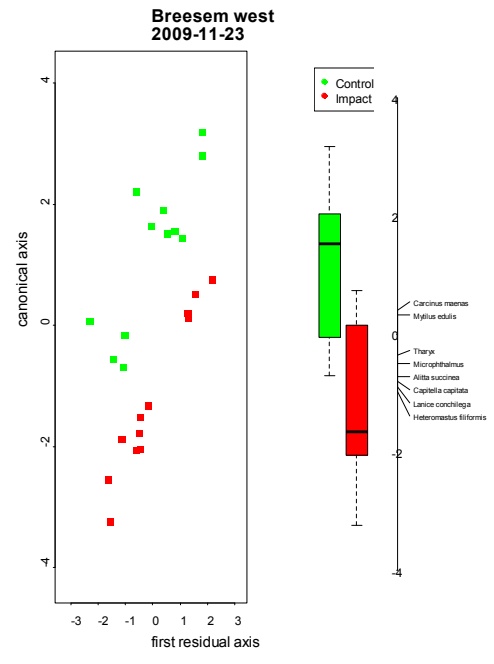 Breesem west
2009-11-23
Control
Impact
canonical axis
4
2
0
-2
-4
-3 -2 -1 0 1 2 3
first residual axis
4
2
0
-2
-4
Carcinus maenas
Mytilus edulis
Tharyx
Microphthalmus
Alitta succinea
Capitella capitata
Lanice conchilega
Heteromastus filiformis